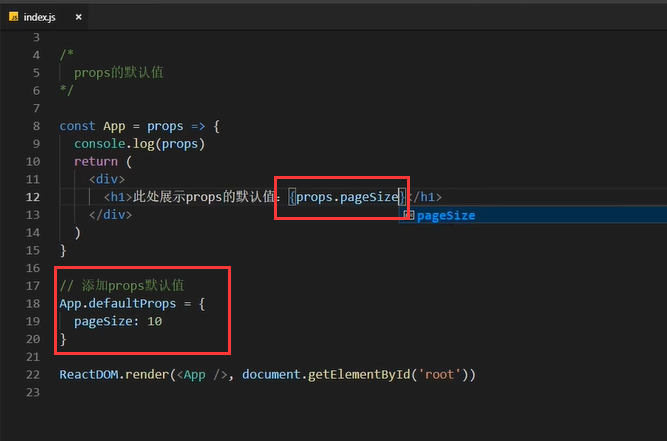 index.js ×
3
4 /*
5 props的默认值
6 */
7
8 const App = props => {
9 console.log(props)
10 return (
11 <div>
12 <h1>此处展示props的默认值：{props.pageSize}</h1>
pageSize
13 </div>
14 )
15 }
16
17 // 添加props默认值
18 App.defaultProps = {
19 pageSize: 10
20 }
21
22 ReactDOM.render(<App />, document.getElementById('root'))
23